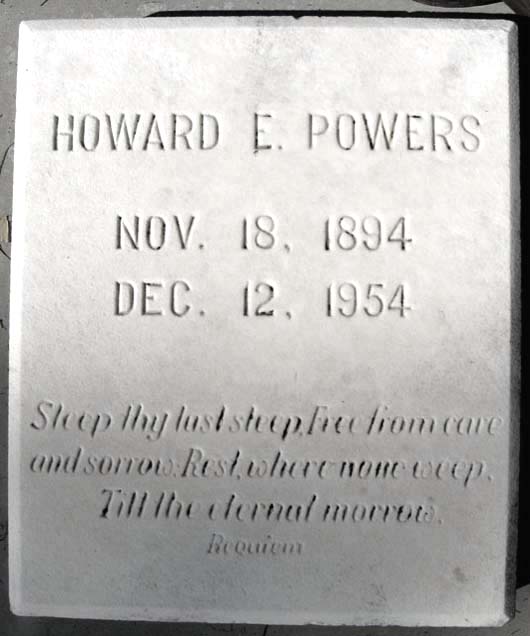 HOWARD E. POWERS
NOV. 18, 1894
DEC. 12, 1954
Sleep thy last sleep, Free from care
and sorrow. Rest, where none weep,
Till the eternal morrow.
Requiem